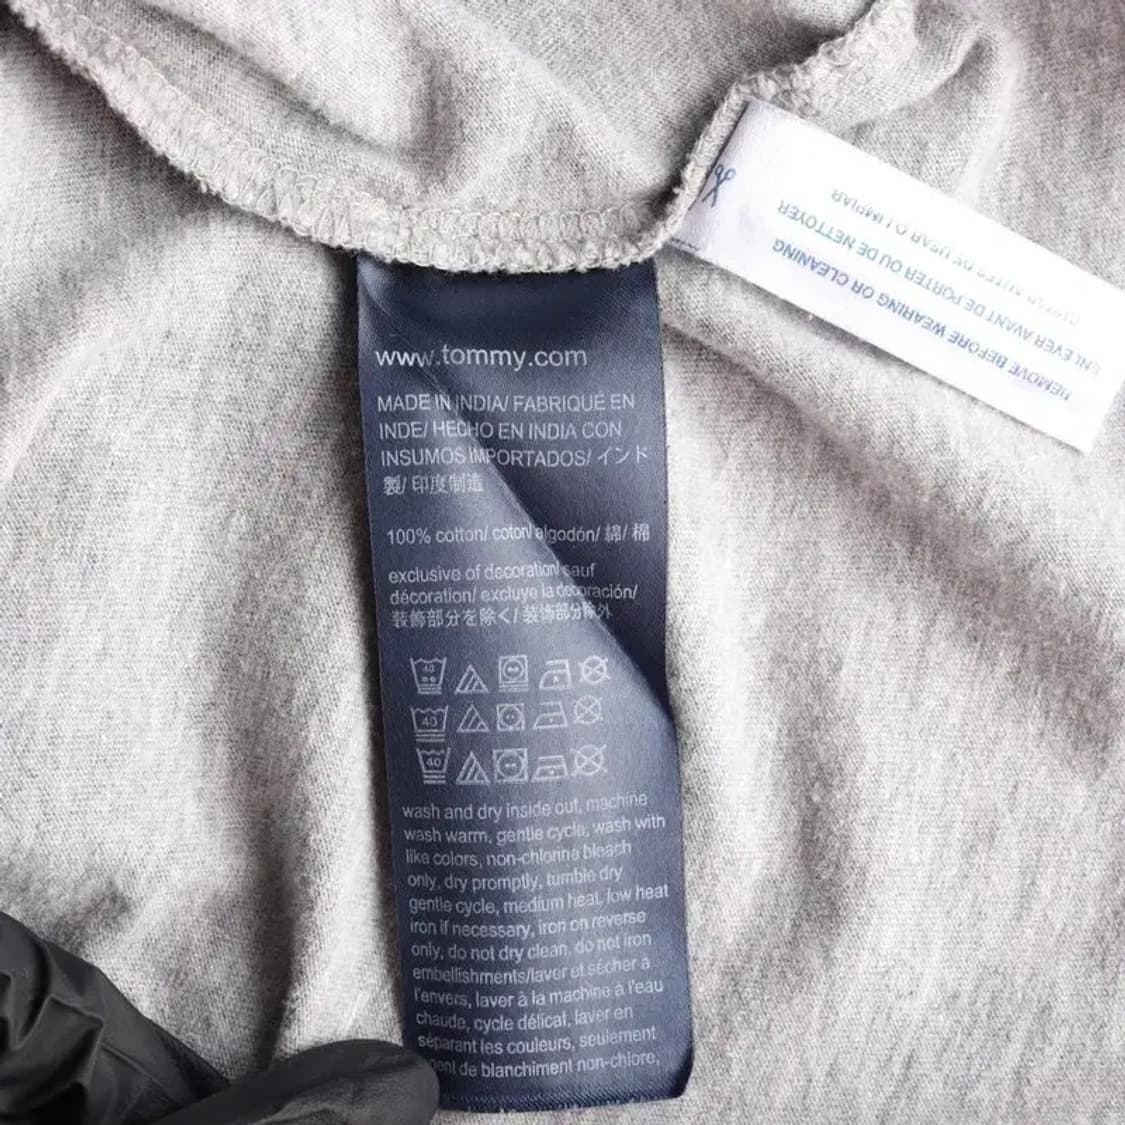 www.tommy.com
MADE IN INDIA/ FABRIQUÉ EN
INDE/ HECHO EN INDIA CON
INSUMOS IMPORTADOS/ インド
製/ 印度制造
100% cotton/ coton/ algodón/ 綿/ 棉
exclusive of decoration/ sauf
décoration/ excluye la decoración/
装飾部分を除く/ 装饰部分除外
40
40
40
wash and dry inside out, machine
wash warm, gentle cycle, wash with
like colors, non-chlorine bleach
only, dry promptly, tumble dry
gentle cycle, medium heat, low heat
iron if necessary, iron on reverse
only, do not dry clean, do not iron
embellishments/laver et sécher à
l'envers, laver à la machine à l'eau
chaude, cycle délicat, laver en
séparant les couleurs, seulement
de blanchiment non-chlore,
REMOVE BEFORE WEARING OR CLEANING
ENLEVER AVANT DE PORTER OU DE NETTOYER
ANTES DE USAR O LIMPIAR